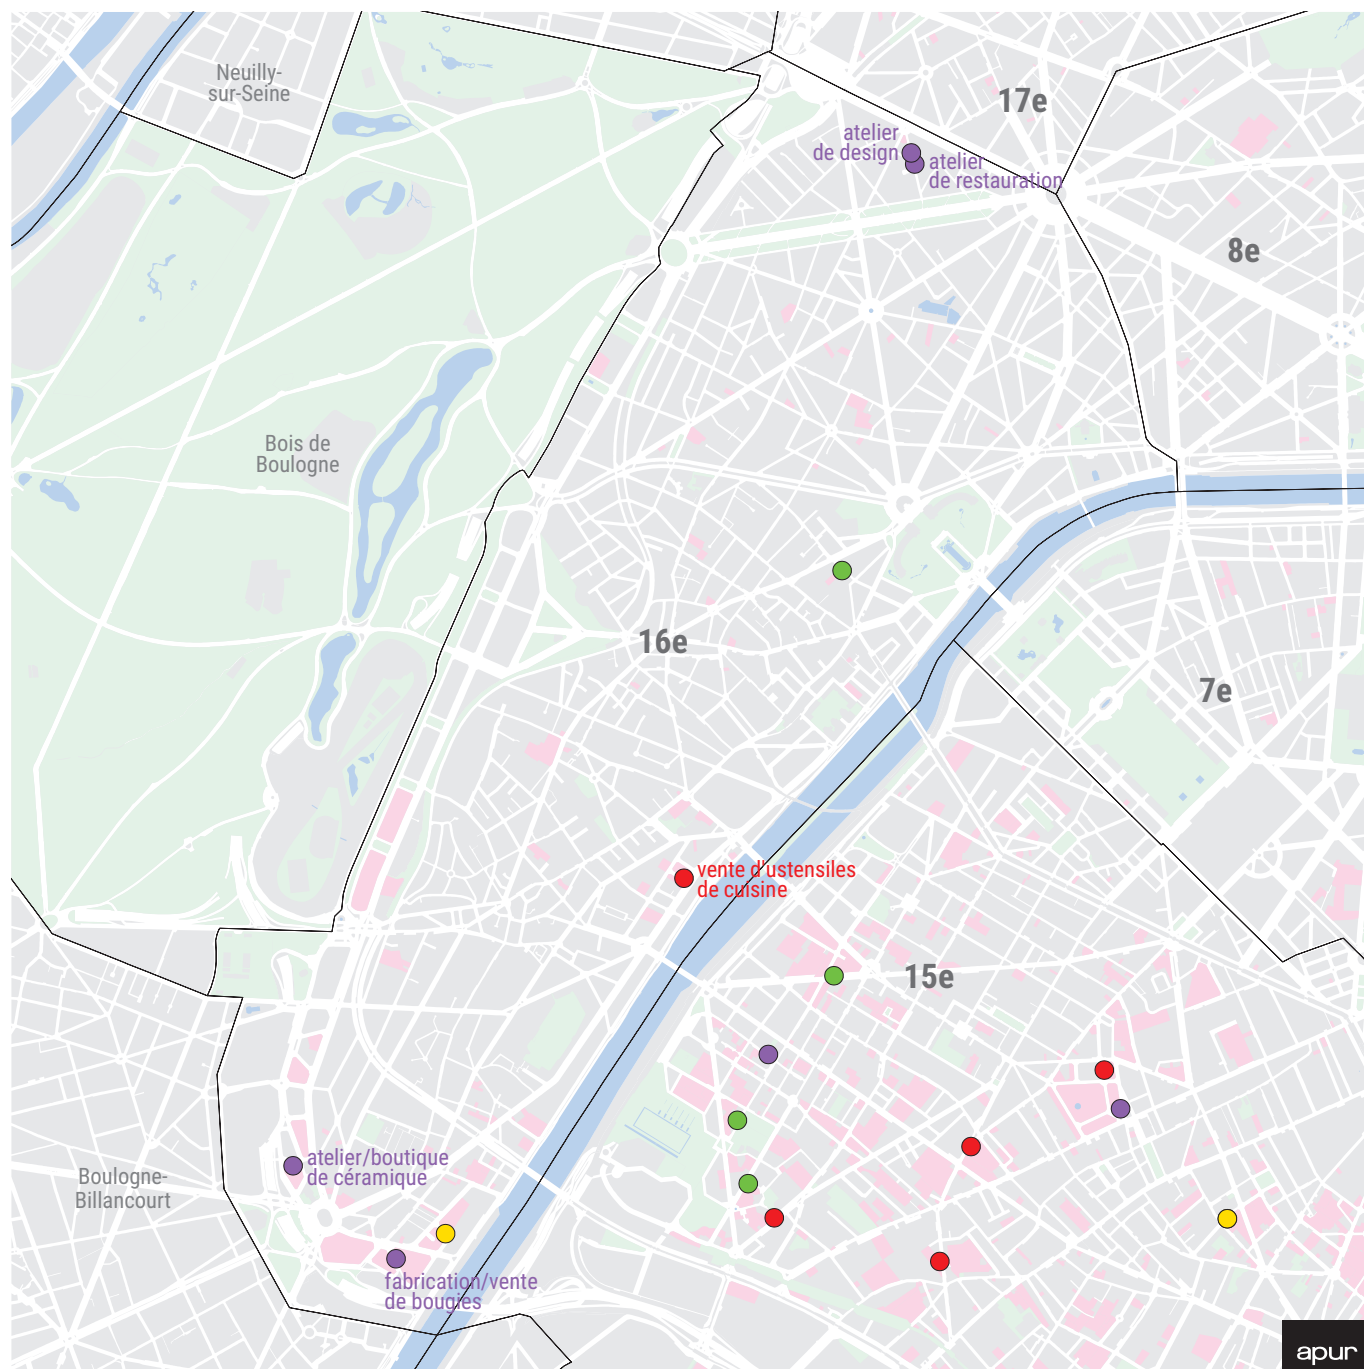 Neuilly-
sur-Seine
17e
atelier
de design
atelier
de restauration
8e
Bois de
Boulogne
16e
7e
vente d'ustensiles
de cuisine
15e
atelier/boutique
de céramique
Boulogne-
Billancourt
fabrication/vente
de bougies
apur